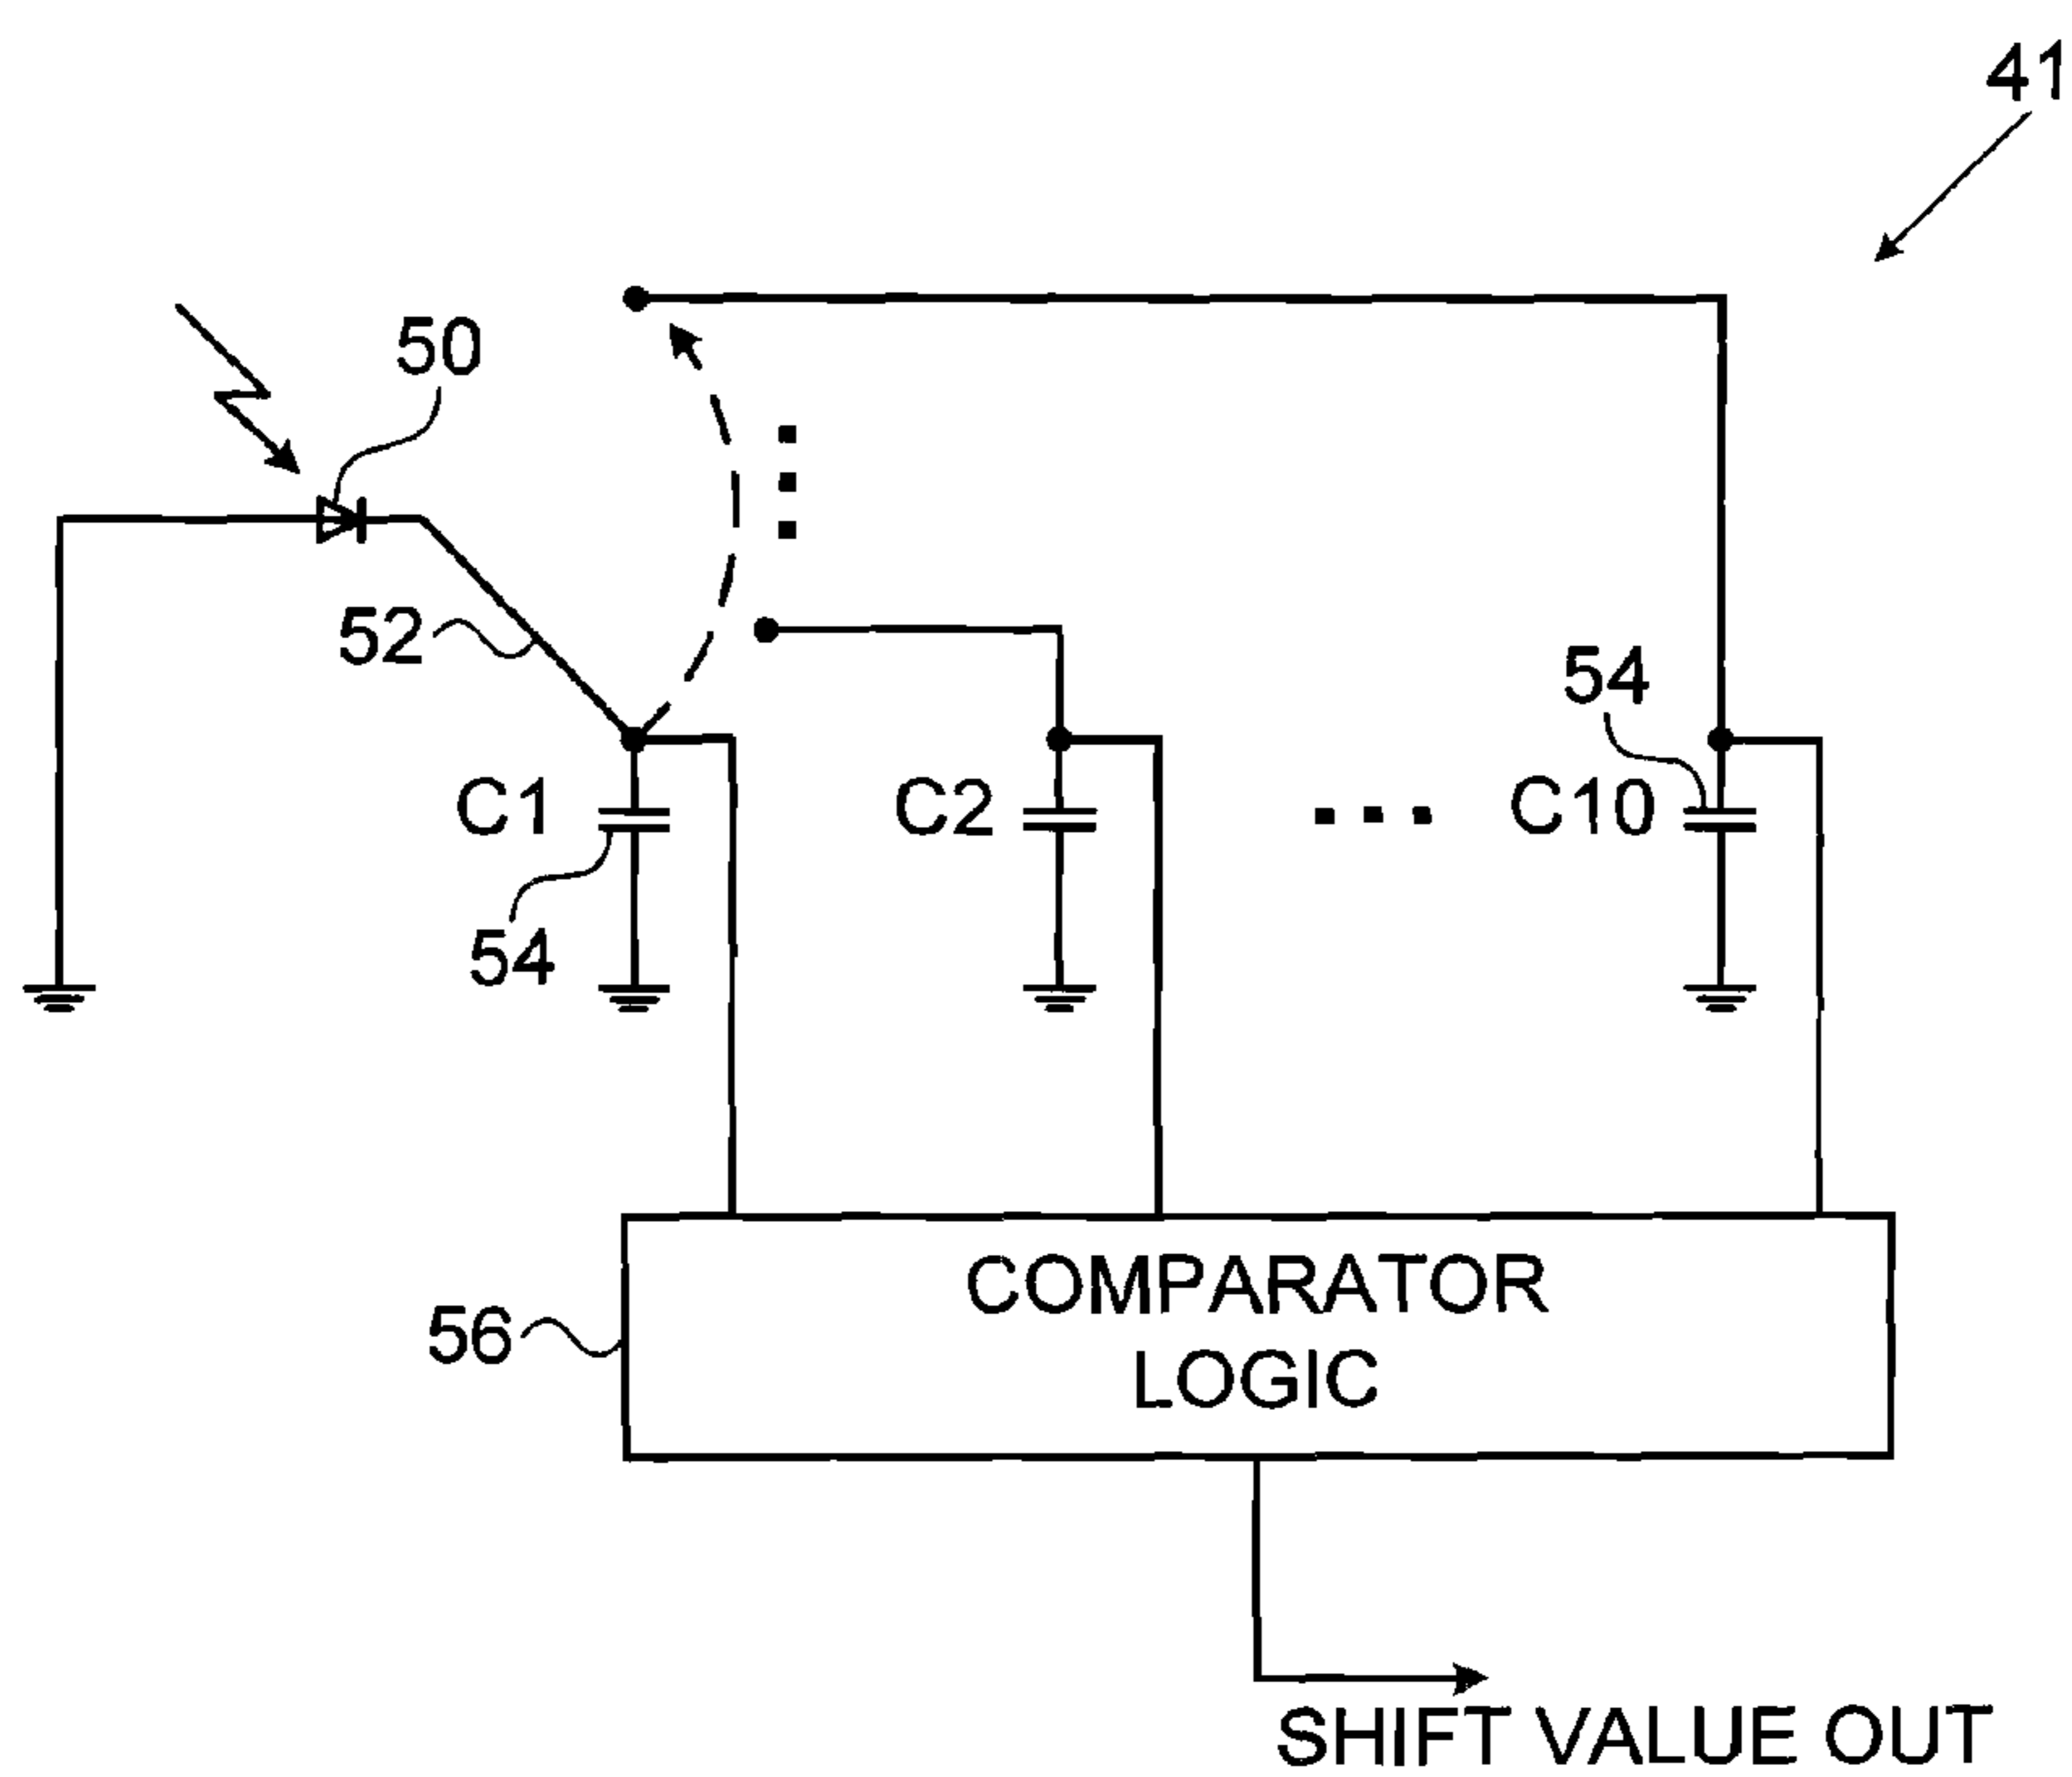 41
50
52
54
C1
C2
C10
54
COMPARATOR
LOGIC
56
SHIFT VALUE OUT